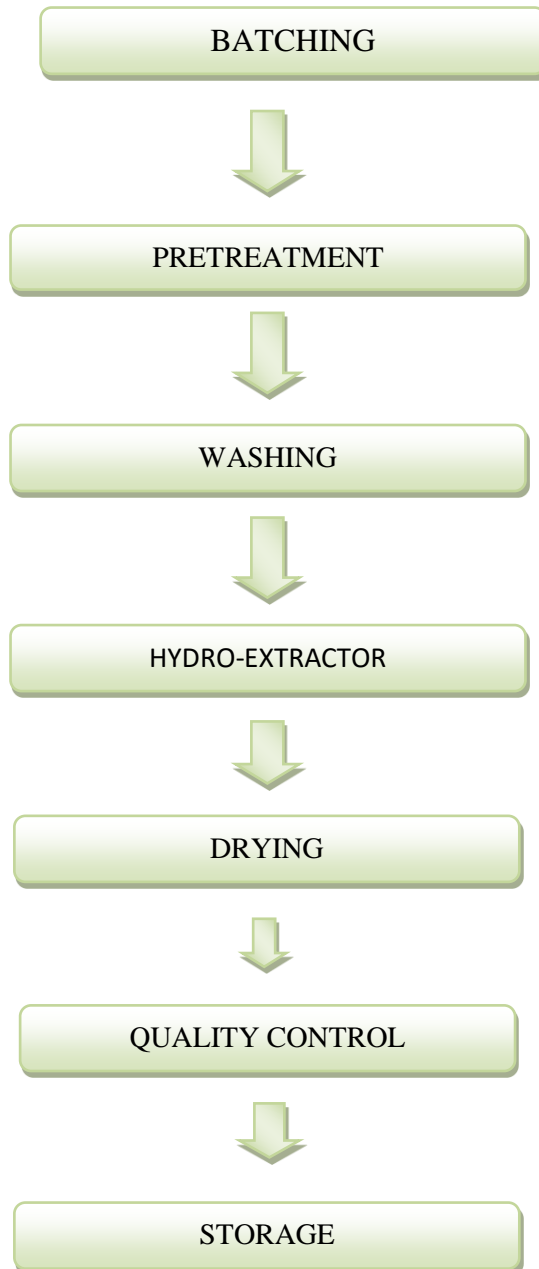 BATCHING
PRETREATMENT
WASHING
HYDRO-EXTRACTOR
DRYING
QUALITY CONTROL
STORAGE